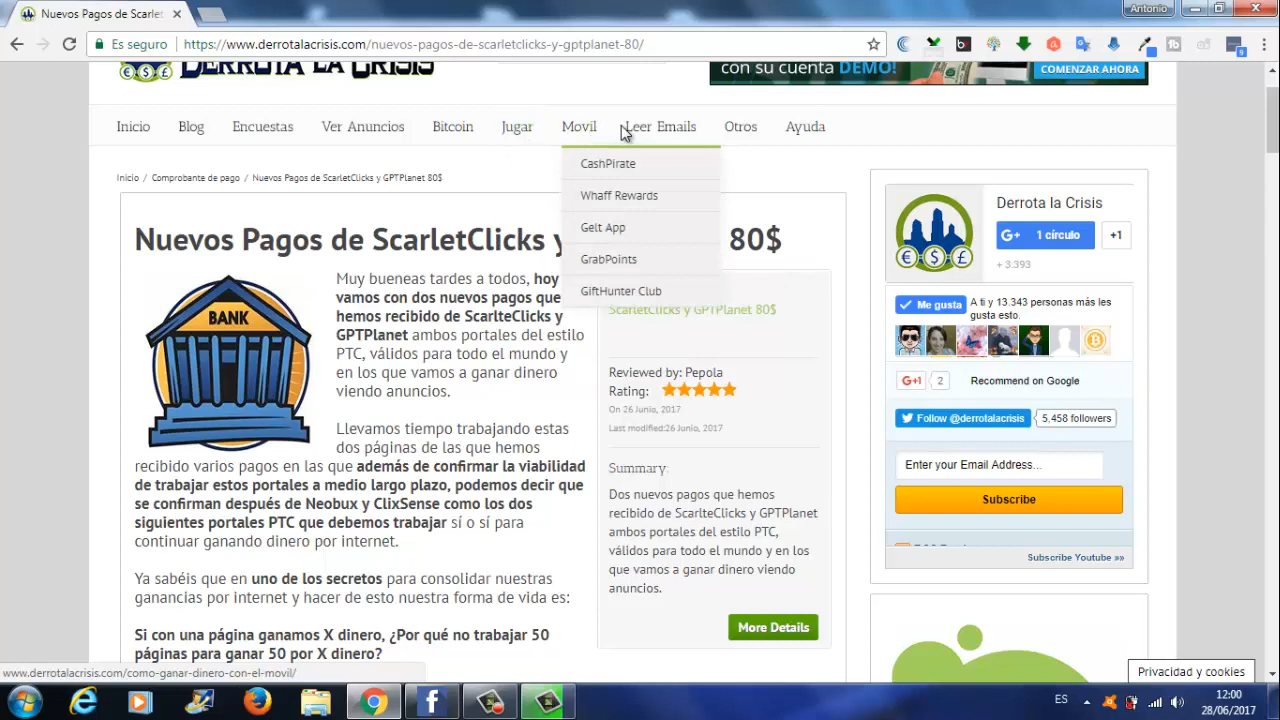 Nuevos Pagos de Scarlet
Antonio
Es seguro
https://www.derrotalacrisis.com/nuevos-pagos-de-scarletclicks-y-gptplanet-80/
9
€ $ £
DERROTA LA CRISIS
con su cuenta DEMO!
COMENZAR AHORA
Inicio Blog Encuestas Ver Anuncios Bitcoin Jugar Movil Leer Emails Otros Ayuda
CashPirate
Whaff Rewards
Gelt App
GrabPoints
GiftHunter Club
Inicio / Comprobante de pago / Nuevos Pagos de ScarletClicks y GPTPlanet 80$
Nuevos Pagos de ScarletClicks y 80$
BANK
Muy bueneas tardes a todos, hoy
vamos con dos nuevos pagos que
hemos recibido de ScarlteClicks y
GPTPlanet ambos portales del estilo
PTC, válidos para todo el mundo y
en los que vamos a ganar dinero
viendo anuncios.
Llevamos tiempo trabajando estas
dos páginas de las que hemos
recibido varios pagos en las que además de confirmar la viabilidad
de trabajar estos portales a medio largo plazo, podemos decir que
se confirman después de Neobux y ClixSense como los dos
siguientes portales PTC que debemos trabajar sí o sí para
continuar ganando dinero por internet.
Ya sabéis que en uno de los secretos para consolidar nuestras
ganancias por internet y hacer de esto nuestra forma de vida es:
Si con una página ganamos X dinero, ¿Por qué no trabajar 50
páginas para ganar 50 por X dinero?
ScarletClicks y GPTPlanet 80$
Reviewed by: Pepola
Rating:
On 26 Junio, 2017
Last modified:26 Junio, 2017
Summary:
Dos nuevos pagos que hemos
recibido de ScarlteClicks y GPTPlanet
ambos portales del estilo PTC,
válidos para todo el mundo y en los
que vamos a ganar dinero viendo
anuncios.
More Details
€ $ £
Derrota la Crisis
G+ 1 círculo
+1
+ 3.393
Me gusta
A ti y 13.343 personas más les
gusta esto.
G+1
2
Recommend on Google
Follow @derrotalacrisis
5.458 followers
Enter your Email Address...
Subscribe
Subscribe Youtube »»
Privacidad y cookies
www.derrotalacrisis.com/como-ganar-dinero-con-el-movil/
ES
12:00
28/06/2017